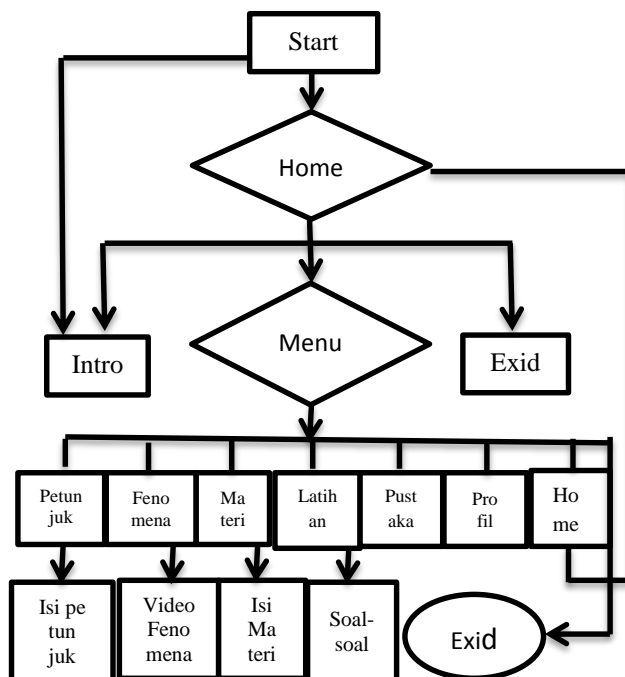 Start
Home
Menu
Intro
Exid
Petun
juk
Feno
mena
Ma
teri
Latih
an
Pust
aka
Pro
fil
Ho
me
Isi pe
tun
juk
Video
Feno
mena
Isi
Ma
teri
Soal-
soal
Exid